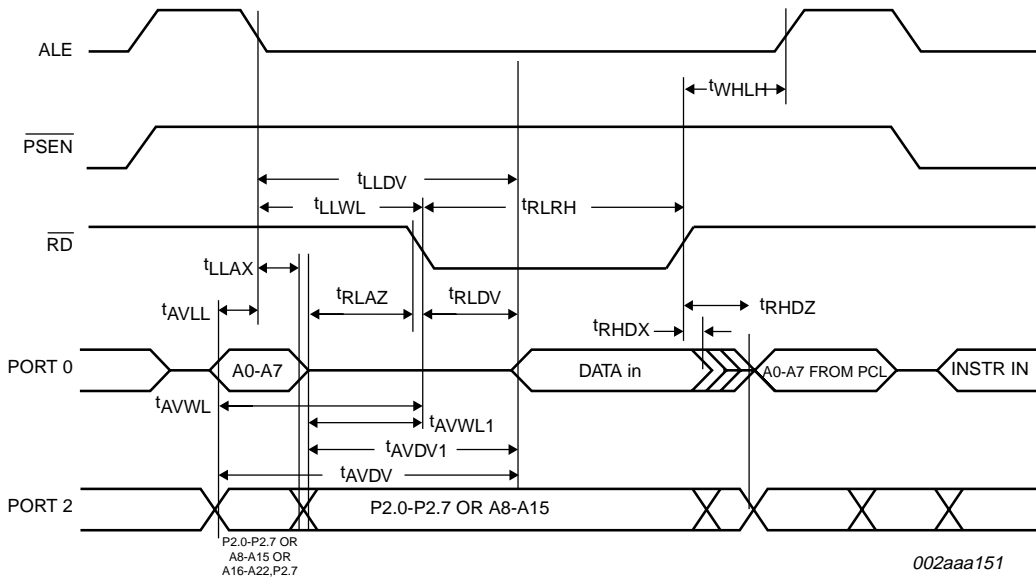 ALE
tWHLH
PSEN
tLLDV
tLLWL
tRLRH
RD
tLLAX
tAVLL
tRLAZ
tRLDV
tRHDZ
tRHDX
PORT 0
A0-A7
DATA in
A0-A7 FROM PCL
INSTR IN
tAVWL
tAVWL1
tAVDV1
tAVDV
PORT 2
P2.0-P2.7 OR A8-A15
P2.0-P2.7 OR
A8-A15 OR
A16-A22,P2.7
002aaa151